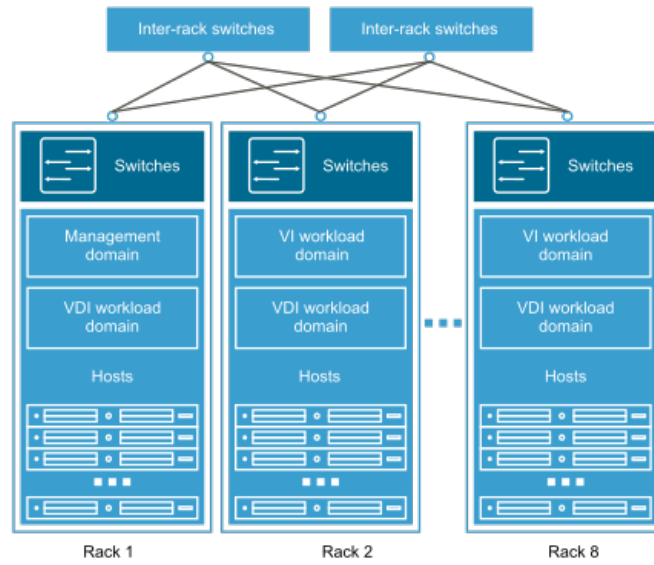 Inter-rack switches
Inter-rack switches
Switches
Switches
Switches
Management
domain
VI workload
domain
VI workload
domain
VDI workload
domain
VDI workload
domain
VDI workload
domain
Hosts
Hosts
Hosts
Rack 1
Rack 2
Rack 8